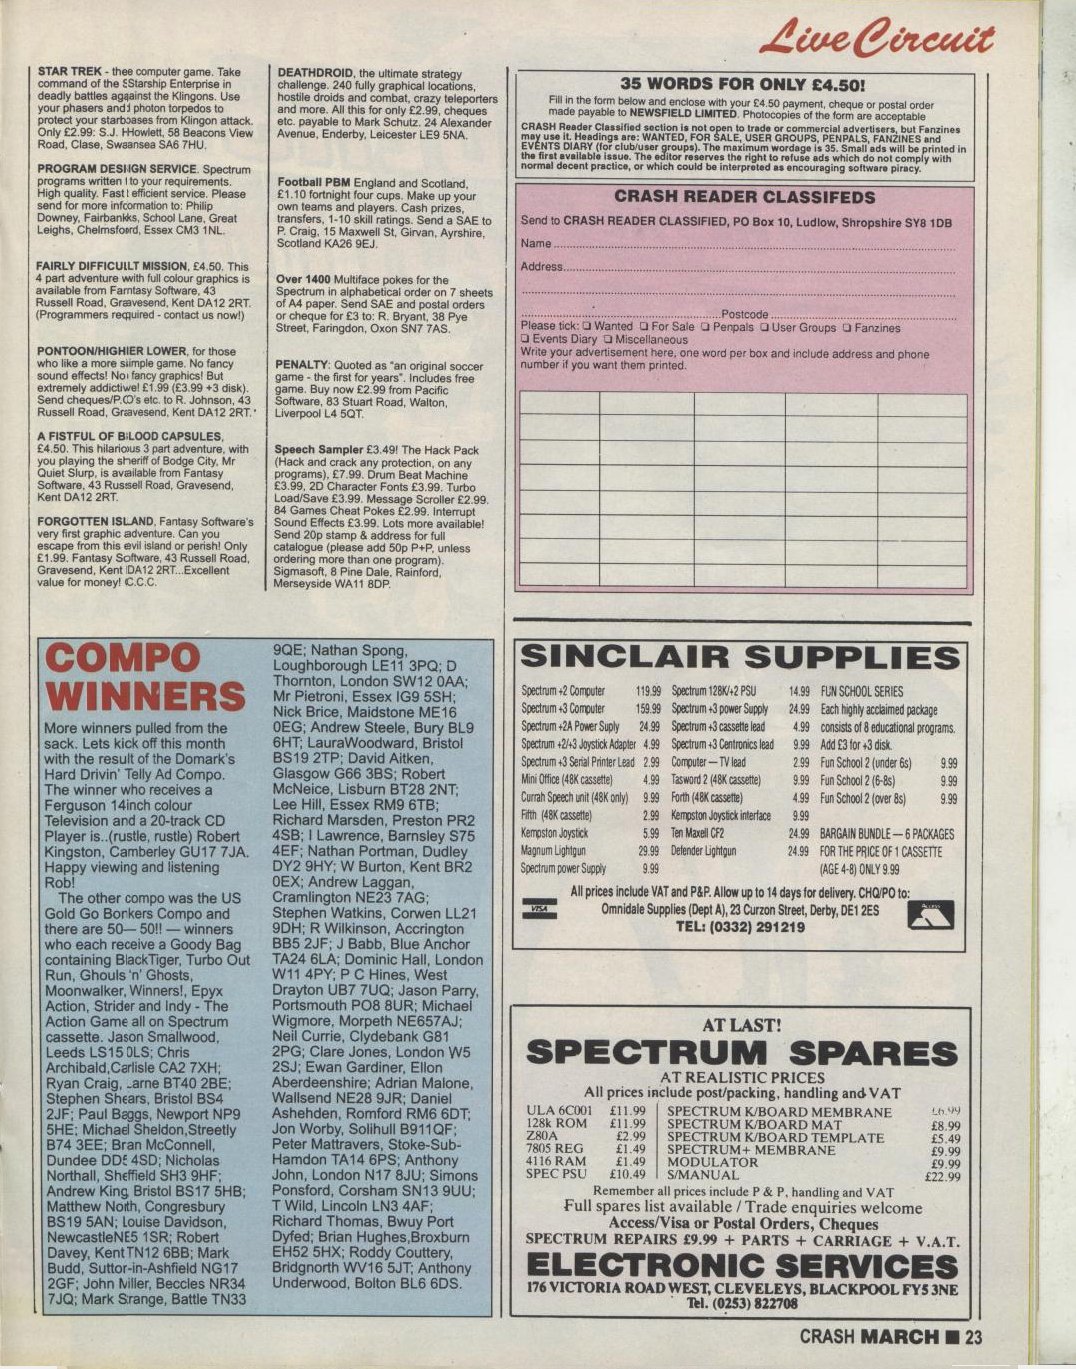 Live Circuit
STAR TREK - thee computer game. Take
command of the EStarship Enterprise in
deadly battles aggainst the Klingons. Use
your phasers and1 photon torpedos to
protect your starboases from Klingon attack.
Only £2.99: S.J. HHowlett, 58 Beacons View
Road, Clase, Swaansea SA6 7HU.
PROGRAM DESIIGN SERVICE. Spectrum
programs written I to your requirements.
High quality. Fast I efficient service. Please
send for more infcormation to: Philip
Downey, Fairbankks, School Lane, Great
Leighs, Chelmsfoord, Essex CM3 1NL.
FAIRLY DIFFICUILT MISSION, £4.50. This
4 part adventure with full colour graphics is
available from Farntasy Software, 43
Russell Road, Gravesend, Kent DA12 2RT.
(Programmers reqquired - contact us now!)
PONTOON/HIGHIER LOWER, for those
who like a more siimple game. No fancy
sound effects! Noi fancy graphics! But
extremely addictiwe! £1.99 (£3.99 +3 disk).
Send cheques/P.CO's etc. to R. Johnson, 43
Russell Road, Gravesend, Kent DA12 2RT.
A FISTFUL OF BLOOD CAPSULES,
£4.50. This hilarious 3 part adventure, with
you playing the sheriff of Bodge City, Mr
Quiet Slurp, is available from Fantasy
Software, 43 Russell Road, Gravesend,
Kent DA12 2RT.
FORGOTTEN ISLAND, Fantasy Software's
very first graphic adventure. Can you
escape from this evil island or perish! Only
£1.99. Fantasy Software, 43 Russell Road,
Gravesend, Kent DA12 2RT...Excellent
value for money! C.C.C.
DEATHDROID, the ultimate strategy
challenge. 240 fully graphical locations,
hostile droids and combat, crazy teleporters
and more. All this for only £2.99, cheques
etc. payable to Mark Schutz. 24 Alexander
Avenue, Enderby, Leicester LE9 5NA.
Football PBM England and Scotland,
£1.10 fortnight four cups. Make up your
own teams and players. Cash prizes,
transfers, 1-10 skill ratings. Send a SAE to
P. Craig, 15 Maxwell St, Girvan, Ayrshire,
Scotland KA26 9EJ.
Over 1400 Multiface pokes for the
Spectrum in alphabetical order on 7 sheets
of A4 paper. Send SAE and postal orders
or cheque for £3 to: R. Bryant, 38 Pye
Street, Faringdon, Oxon SN7 7AS.
PENALTY: Quoted as "an original soccer
game - the first for years". Includes free
game. Buy now £2.99 from Pacific
Software, 83 Stuart Road, Walton,
Liverpool L4 5QT.
Speech Sampler £3.49! The Hack Pack
(Hack and crack any protection, on any
programs), £7.99. Drum Beat Machine
£3.99, 2D Character Fonts £3.99. Turbo
Load/Save £3.99. Message Scroller £2.99.
84 Games Cheat Pokes £2.99. Interrupt
Sound Effects £3.99. Lots more available!
Send 20p stamp & address for full
catalogue (please add 50p P+P, unless
ordering more than one program).
Sigmasoft, 8 Pine Dale, Rainford,
Merseyside WA11 8DP.
35 WORDS FOR ONLY £4.50!
Fill in the form below and enclose with your £4.50 payment, cheque or postal order
made payable to NEWSFIELD LIMITED. Photocopies of the form are acceptable
CRASH Reader Classified section is not open to trade or commercial advertisers, but Fanzines
may use it. Headings are: WANTED, FOR SALE, USER GROUPS, PENPALS, FANZINES and
EVENTS DIARY (for club/user groups). The maximum wordage is 35. Small ads will be printed in
the first available issue. The editor reserves the right to refuse ads which do not comply with
normal decent practice, or which could be interpreted as encouraging software piracy.
CRASH READER CLASSIFEDS
Send to CRASH READER CLASSIFIED, PO Box 10, Ludlow, Shropshire SY8 1DB
Name
Address
Postcode
Please tick: ❑ Wanted ❑ For Sale ❑ Penpals ❑ User Groups ❑ Fanzines
❑ Events Diary ❑ Miscellaneous
Write your advertisement here, one word per box and include address and phone
number if you want them printed.
COMPO
WINNERS
More winners pulled from the
sack. Lets kick off this month
with the result of the Domark's
Hard Drivin' Telly Ad Compo.
The winner who receives a
Ferguson 14inch colour
Television and a 20-track CD
Player is..(rustle, rustle) Robert
Kingston, Camberley GU17 7JA.
Happy viewing and listening
Rob!
The other compo was the US
Gold Go Bonkers Compo and
there are 50— 50!! — winners
who each receive a Goody Bag
containing BlackTiger, Turbo Out
Run, Ghouls 'n' Ghosts,
Moonwalker, Winners!, Epyx
Action, Strider and Indy - The
Action Game all on Spectrum
cassette. Jason Smallwood,
Leeds LS15 0LS; Chris
Archibald,Carlisle CA2 7XH;
Ryan Craig, Larne BT40 2BE;
Stephen Shears, Bristol BS4
2JF; Paul Baggs, Newport NP9
5HE; Michael Sheldon,Streetly
B74 3EE; Bran McConnell,
Dundee DD5 4SD; Nicholas
Northall, Sheffield SH3 9HF;
Andrew King, Bristol BS17 5HB;
Matthew North, Congresbury
BS19 5AN; Louise Davidson,
NewcastleNE5 1SR; Robert
Davey, KentTN12 6BB; Mark
Budd, Sutton-in-Ashfield NG17
2GF; John Miller, Beccles NR34
7JQ; Mark Strange, Battle TN33
9QE; Nathan Spong,
Loughborough LE11 3PQ; D
Thornton, London SW12 0AA;
Mr Pietroni, Essex IG9 5SH;
Nick Brice, Maidstone ME16
0EG; Andrew Steele, Bury BL9
6HT; LauraWoodward, Bristol
BS19 2TP; David Aitken,
Glasgow G66 3BS; Robert
McNeice, Lisburn BT28 2NT;
Lee Hill, Essex RM9 6TB;
Richard Marsden, Preston PR2
4SB; I Lawrence, Barnsley S75
4EF; Nathan Portman, Dudley
DY2 9HY; W Burton, Kent BR2
0EX; Andrew Laggan,
Cramlington NE23 7AG;
Stephen Watkins, Corwen LL21
9DH; R Wilkinson, Accrington
BB5 2JF; J Babb, Blue Anchor
TA24 6LA; Dominic Hall, London
W11 4PY; P C Hines, West
Drayton UB7 7UQ; Jason Parry,
Portsmouth PO8 8UR; Michael
Wigmore, Morpeth NE657AJ;
Neil Currie, Clydebank G81
2PG; Clare Jones, London W5
2SJ; Ewan Gardiner, Ellon
Aberdeenshire; Adrian Malone,
Wallsend NE28 9JR; Daniel
Ashehden, Romford RM6 6DT;
Jon Worby, Solihull B911QF;
Peter Mattravers, Stoke-Sub-
Hamdon TA14 6PS; Anthony
John, London N17 8JU; Simons
Ponsford, Corsham SN13 9UU;
T Wild, Lincoln LN3 4AF;
Richard Thomas, Bwuy Port
Dyfed; Brian Hughes,Broxburn
EH52 5HX; Roddy Couttery,
Bridgnorth WV16 5JT; Anthony
Underwood, Bolton BL6 6DS.
SINCLAIR SUPPLIES
Spectrum +2 Computer 119.99
Spectrum +3 Computer 159.99
Spectrum +2A Power Suply 24.99
Spectrum +2/+3 Joystick Adapter 4.99
Spectrum +3 Serial Printer Lead 2.99
Mini Office (48K cassette) 4.99
Currah Speech unit (48K only) 9.99
Fifth (48K cassette) 2.99
Kempston Joystick 5.99
Magnum Lightgun 29.99
Spectrum power Supply 9.99
Spectrum 128K/+2 PSU 14.99
Spectrum +3 power Supply 24.99
Spectrum +3 cassette lead 4.99
Spectrum +3 Centronics lead 9.99
Computer — TV lead 2.99
Tasword 2 (48K cassette) 9.99
Forth (48K cassette) 4.99
Kempston Joystick interface 9.99
Ten Maxell CF2 24.99
Defender Lightgun 24.99
FUN SCHOOL SERIES
Each highly acclaimed package
consists of 8 educational programs.
Add £3 for +3 disk.
Fun School 2 (under 6s) 9.99
Fun School 2 (6-8s) 9.99
Fun School 2 (over 8s) 9.99
BARGAIN BUNDLE — 6 PACKAGES
FOR THE PRICE OF 1 CASSETTE
(AGE 4-8) ONLY 9.99
All prices include VAT and P&P. Allow up to 14 days for delivery. CHQ/PO to:
VISA
Omnidale Supplies (Dept A), 23 Curzon Street, Derby, DE1 2ES
Access
TEL: (0332) 291219
AT LAST!
SPECTRUM SPARES
AT REALISTIC PRICES
All prices include post/packing, handling and VAT
ULA 6C001 £11.99
128k ROM £11.99
Z80A £2.99
7805 REG £1.49
4116 RAM £1.49
SPEC PSU £10.49
SPECTRUM K/BOARD MEMBRANE £6.99
SPECTRUM K/BOARD MAT £8.99
SPECTRUM K/BOARD TEMPLATE £5.49
SPECTRUM+ MEMBRANE £9.99
MODULATOR £9.99
S/MANUAL £22.99
Remember all prices include P & P, handling and VAT
Full spares list available / Trade enquiries welcome
Access/Visa or Postal Orders, Cheques
SPECTRUM REPAIRS £9.99 + PARTS + CARRIAGE + V.A.T.
ELECTRONIC SERVICES
176 VICTORIA ROAD WEST, CLEVELEYS, BLACKPOOL FY5 3NE
Tel. (0253) 822708
CRASH MARCH ■ 23